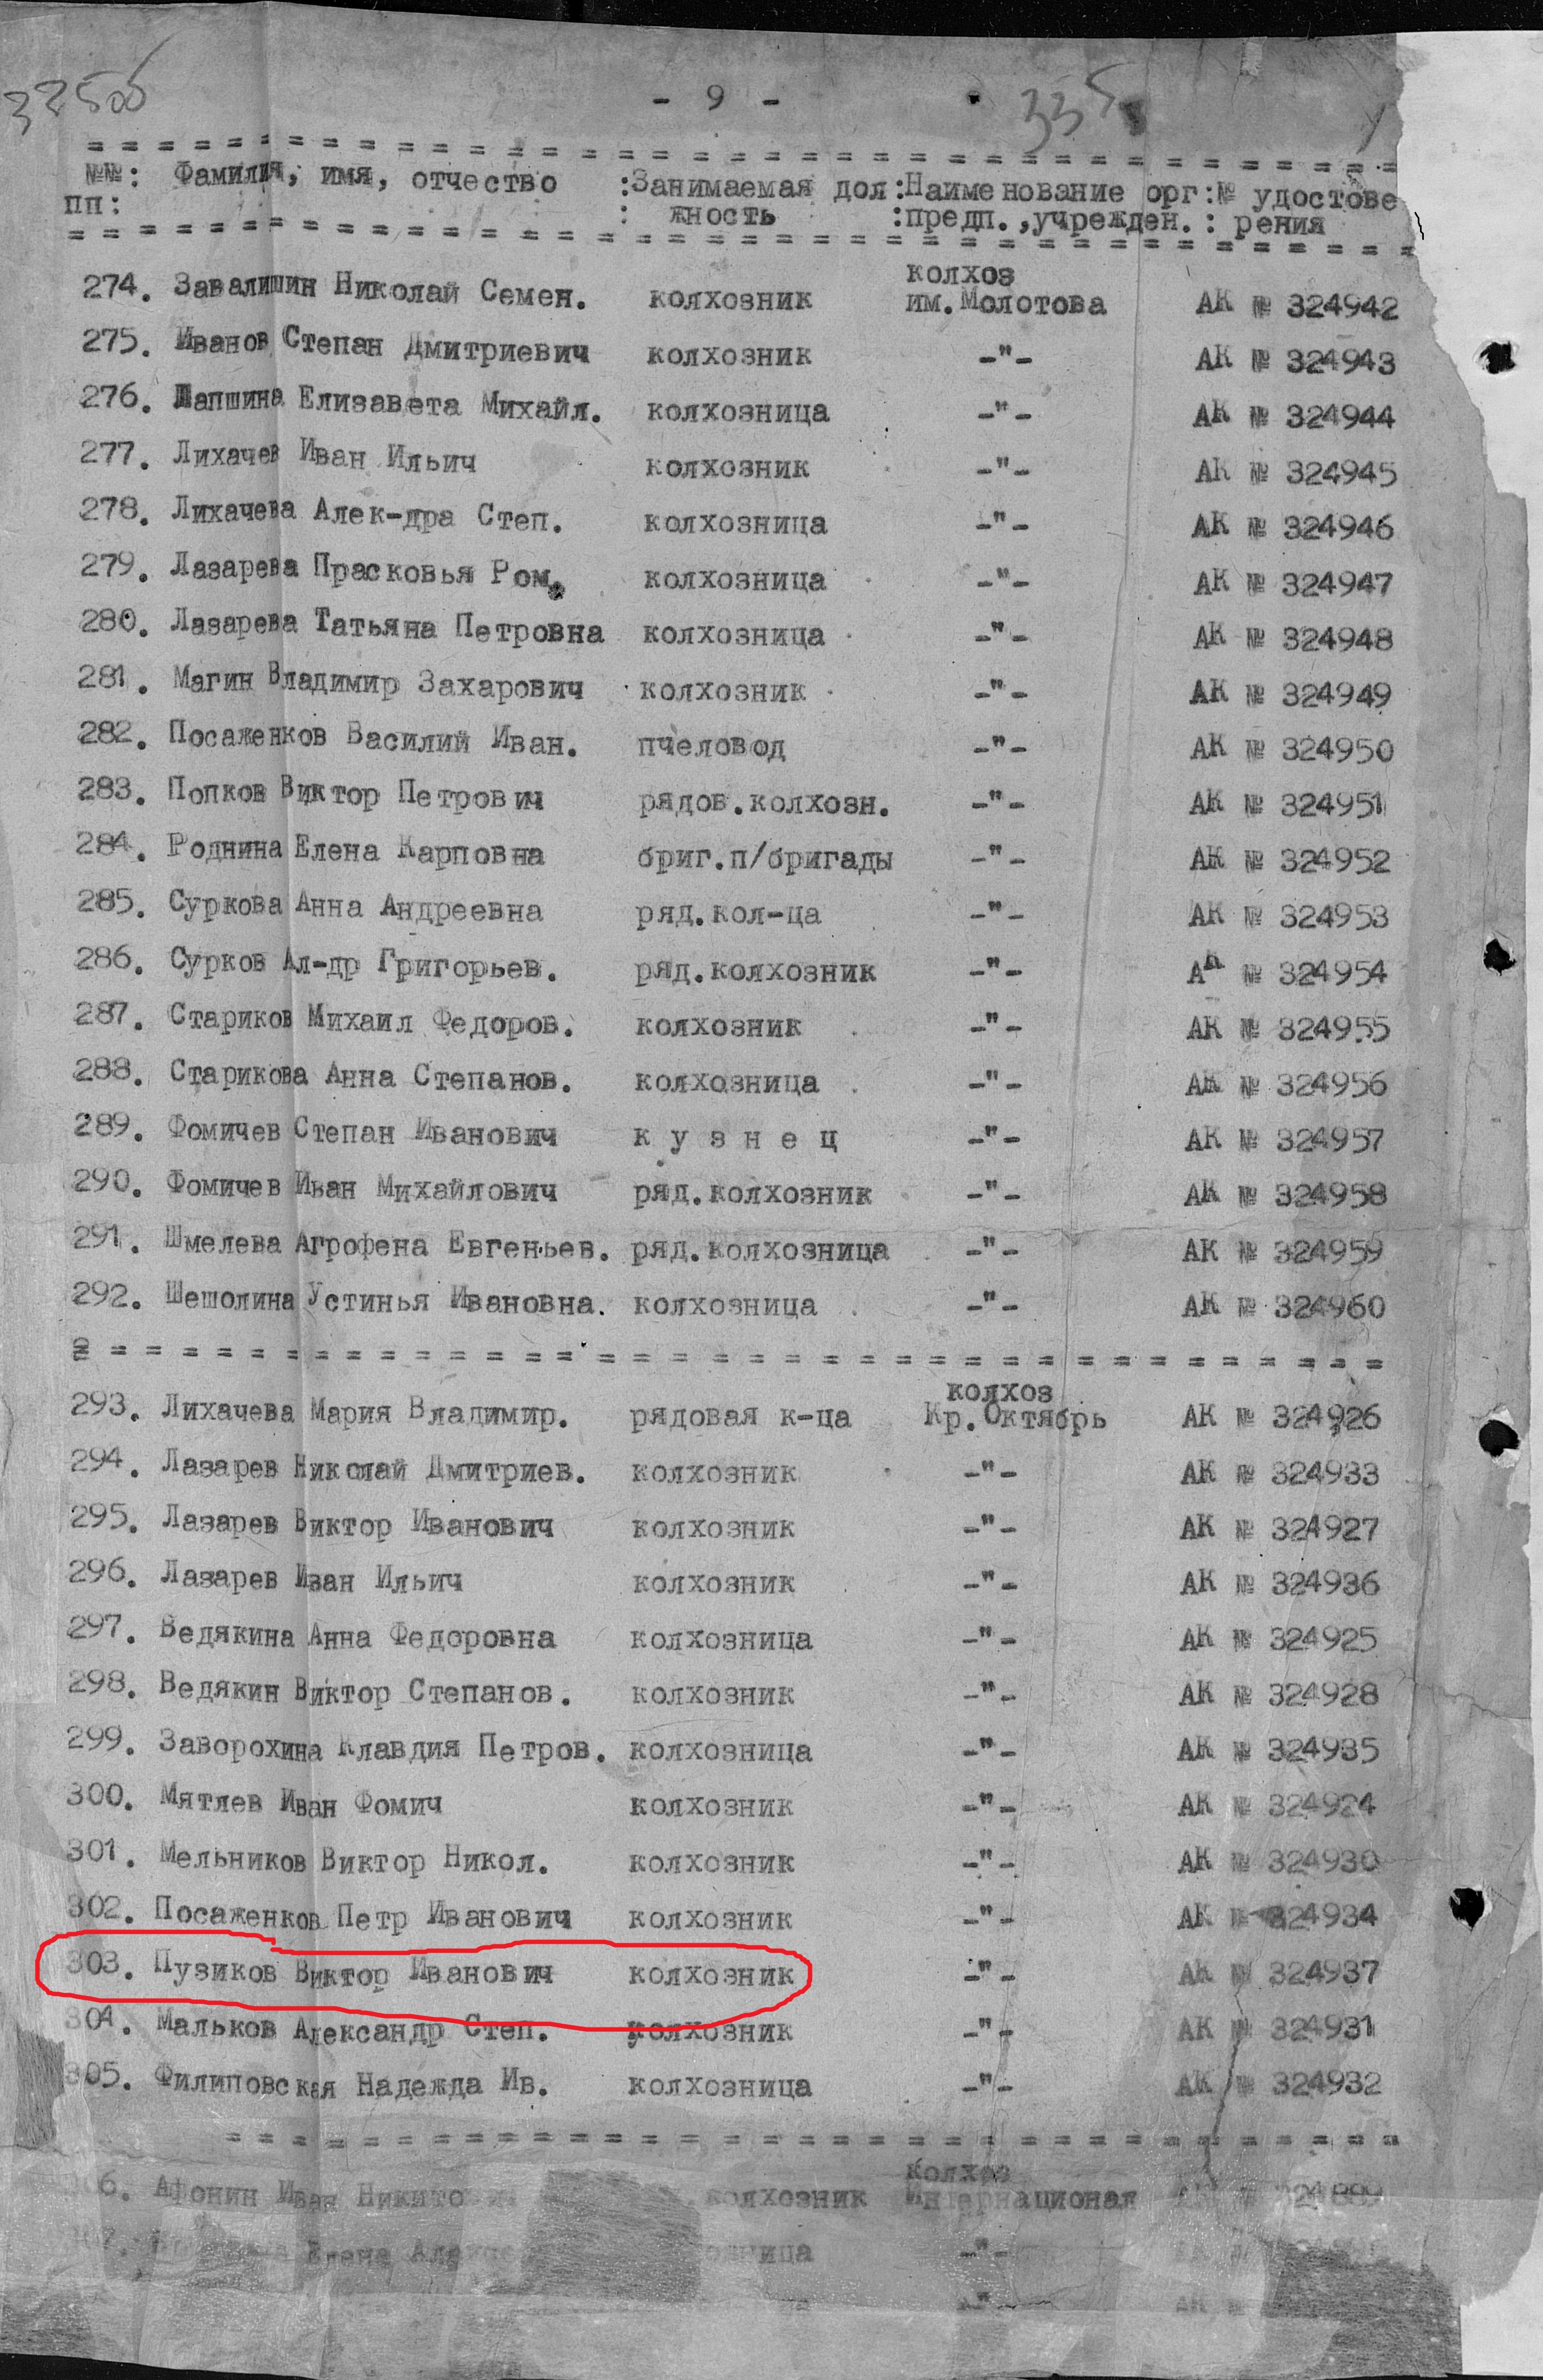 325об
- 9 -
335
№№: Фамилия, имя, отчество :Занимаемая дол:Наименование орг:№ удостове
пп: : жность :предп.,учрежден.: рения
колхоз
274. Завалишин Николай Семен. колхозник им.Молотова АК № 324942
275. Иванов Степан Дмитриевич колхозник -"- АК № 324943
276. Лапшина Елизавета Михайл. колхозница -"- АК № 324944
277. Лихачев Иван Ильич колхозник -"- АК № 324945
278. Лихачева Алек-дра Степ. колхозница -"- АК № 324946
279. Лазарева Прасковья Ром. колхозница -"- АК № 324947
280. Лазарева Татьяна Петровна колхозница -"- АК № 324948
281. Магин Владимир Захарович колхозник -"- АК № 324949
282. Посаженков Василий Иван. пчеловод -"- АК № 324950
283. Попков Виктор Петрович рядов.колхозн. -"- АК № 324951
284. Роднина Елена Карповна бриг.п/бригады -"- АК № 324952
285. Суркова Анна Андреевна ряд.кол-ца -"- АК № 324953
286. Сурков Ал-др Григорьев. ряд.колхозник -"- АК № 324954
287. Стариков Михаил Федоров. колхозник -"- АК № 324955
288. Старикова Анна Степанов. колхозница -"- АК № 324956
289. Фомичев Степан Иванович к у з н е ц -"- АК № 324957
290. Фомичев Иван Михайлович ряд.колхозник -"- АК № 324958
291. Шмелева Агрофена Евгеньев. ряд.колхозница -"- АК № 324959
292. Шешолина Устинья Ивановна. колхозница -"- АК № 324960
колхоз
293. Лихачева Мария Владимир. рядовая к-ца Кр.Октябрь АК № 324926
294. Лазарев Николай Дмитриев. колхозник -"- АК № 324933
295. Лазарев Виктор Иванович колхозник -"- АК № 324927
296. Лазарев Иван Ильич колхозник -"- АК № 324936
297. Ведякина Анна Федоровна колхозница -"- АК № 324925
298. Ведякин Виктор Степанов. колхозник -"- АК № 324928
299. Заворохина Клавдия Петров. колхозница -"- АК № 324935
300. Мятлев Иван Фомич колхозник -"- АК № 324924
301. Мельников Виктор Никол. колхозник -"- АК № 324930
302. Посаженков Петр Иванович колхозник -"- АК № 324934
303. Пузиков Виктор Иванович колхозник -"- АК № 324937
304. Мальков Александр Степ. колхозник -"- АК № 324931
305. Филиповская Надежда Ив. колхозница -"- АК № 324932
колхоз
Афонин Иван колхозник Интернационал АК №
Елена -"-
-"-